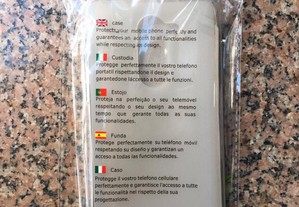 case
Protects your mobile phone perfectly and
guaranties an access to all functionalities
while respecting its design.
Custodia
Protegge perfettamente il vostro telefono
portatil rispettandone il design e
garantedone l'accesso a tutte le
funzionalità.
Estojo
Proteja na perfeição o seu telemóvel
respeitando o seu design ao mesmo
tempo que garante todas as suas
funcionalidades.
Funda
Protege perfectamente su teléfono móvil
respetando su diseño y garantizan un
acceso a todas las funcionalidades.
Caso
Protegge il vostro telefono cellulare
perfettamente e garantisce l'accesso a tutte
le funzionalità nel rispetto della sua
progettazione.